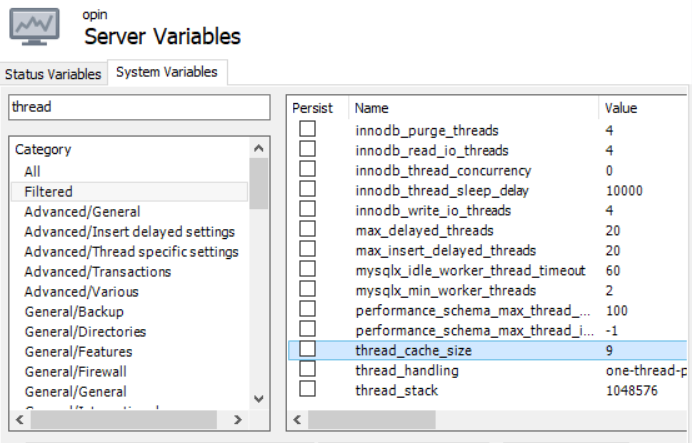 opin
Server Variables
Status Variables
System Variables
thread
Category
All
Filtered
Advanced/General
Advanced/Insert delayed settings
Advanced/Thread specific settings
Advanced/Transactions
Advanced/Various
General/Backup
General/Directories
General/Features
General/Firewall
General/General
Persist Name Value
innodb_purge_threads 4
innodb_read_io_threads 4
innodb_thread_concurrency 0
innodb_thread_sleep_delay 10000
innodb_write_io_threads 4
max_delayed_threads 20
max_insert_delayed_threads 20
mysqlx_idle_worker_thread_timeout 60
mysqlx_min_worker_threads 2
performance_schema_max_thread_... 100
performance_schema_max_thread_i... -1
thread_cache_size 9
thread_handling one-thread-p
thread_stack 1048576